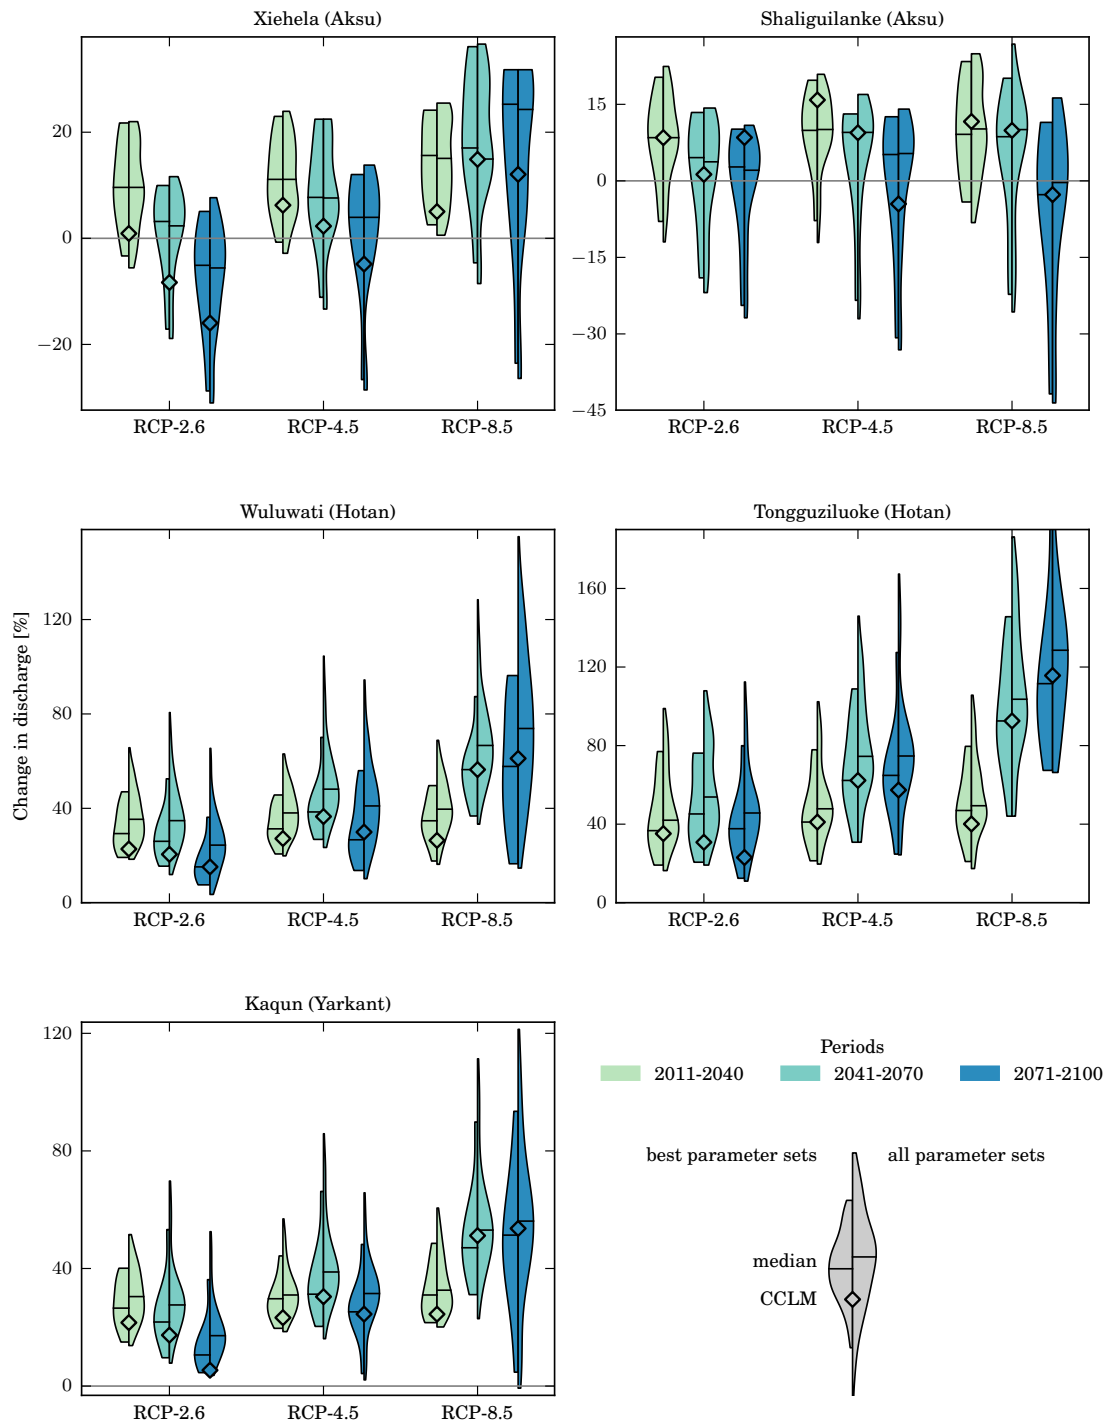 Xiehela (Aksu)
20
0
−20
RCP-2.6 RCP-4.5 RCP-8.5
Shaliguilanke (Aksu)
15
0
−15
−30
−45
RCP-2.6 RCP-4.5 RCP-8.5
Change in discharge [%]
Wuluwati (Hotan)
120
80
40
0
RCP-2.6 RCP-4.5 RCP-8.5
Tongguziluoke (Hotan)
160
120
80
40
0
RCP-2.6 RCP-4.5 RCP-8.5
Kaqun (Yarkant)
120
80
40
0
RCP-2.6 RCP-4.5 RCP-8.5
Periods
2011-2040 2041-2070 2071-2100
best parameter sets all parameter sets
median
CCLM